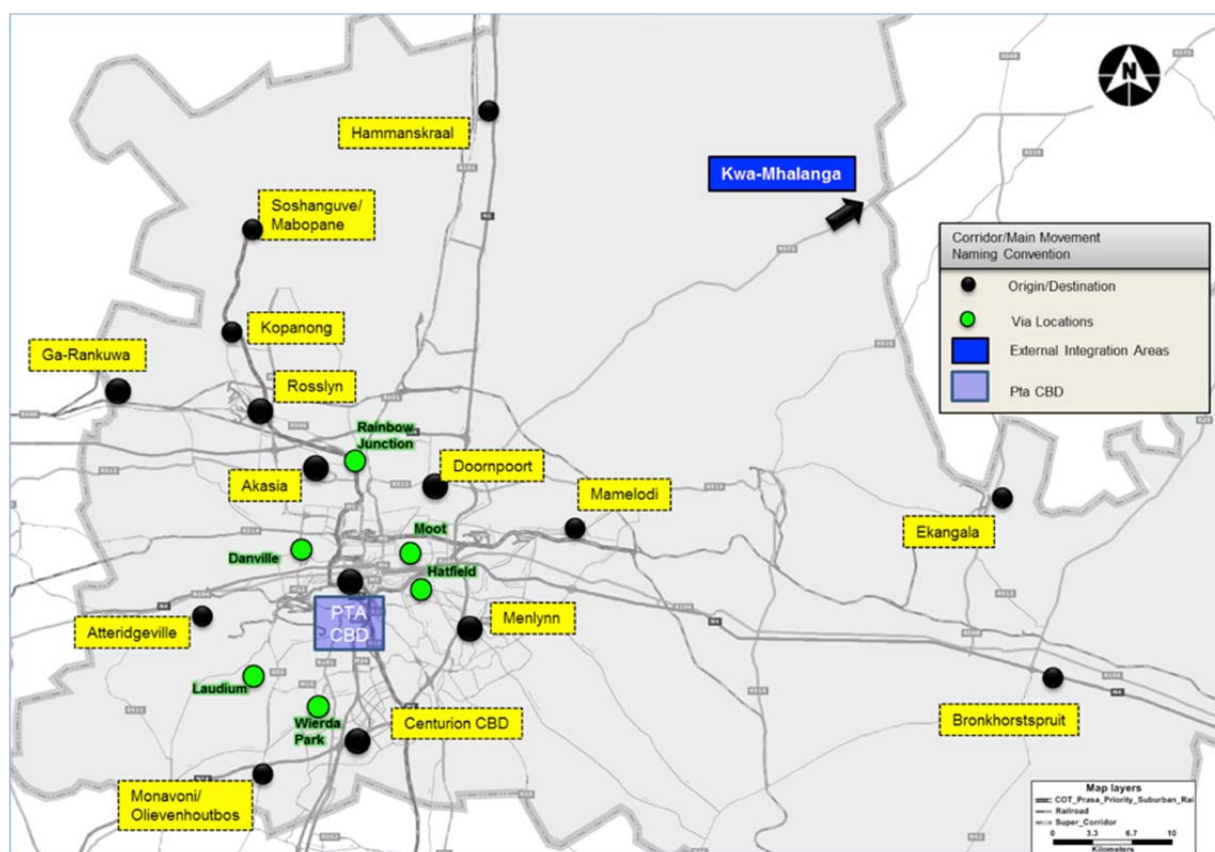 Hammanskraal
Kwa-Mhalanga
N
Soshanguve/
Mabopane
Corridor/Main Movement
Naming Convention
Origin/Destination
Via Locations
External Integration Areas
Pta CBD
Kopanong
Ga-Rankuwa
Rosslyn
Rainbow
Junction
Akasia
Doornpoort
Mamelodi
Ekangala
Danville
Moot
Hatfield
PTA
CBD
Atteridgeville
Menlynn
Laudium
Wierda
Park
Centurion CBD
Bronkhorstspruit
Monavoni/
Olievenhoutbos
Map layers
COT_Prasa_Priority_Suburban_Rai
Railroad
Super_Corridor
0 3.3 6.7 10
Kilometers